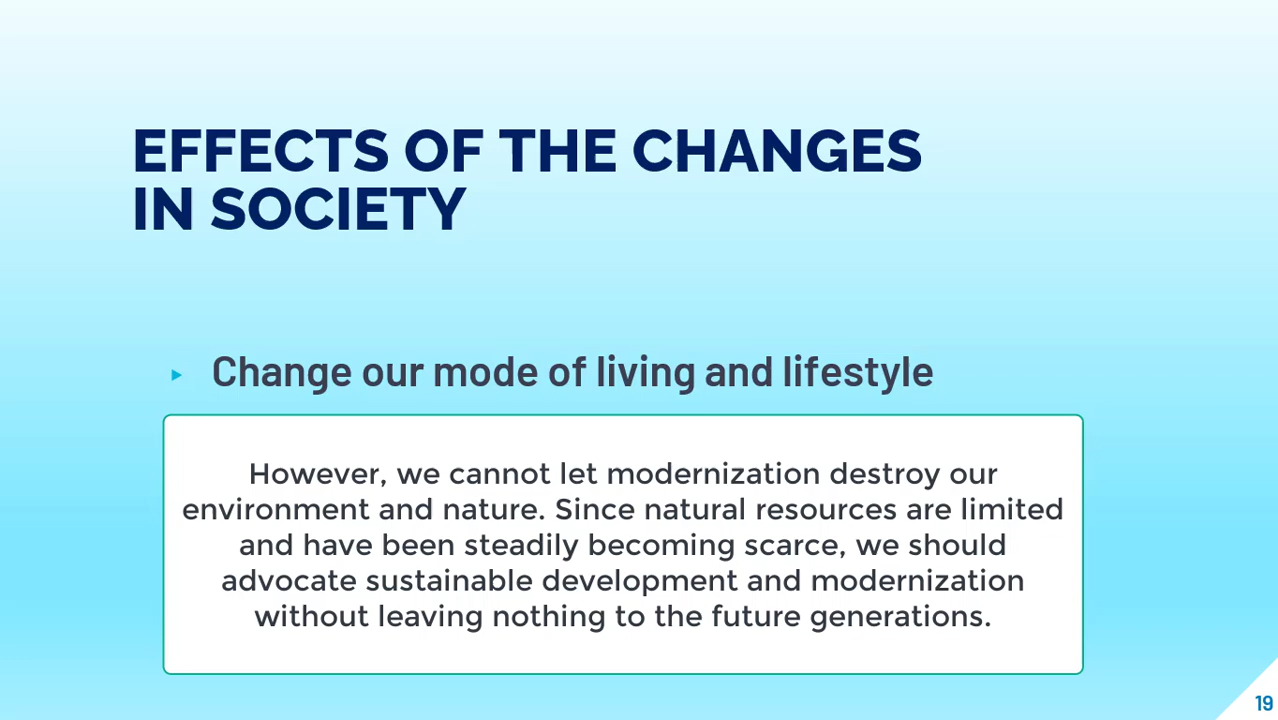 EFFECTS OF THE CHANGES
IN SOCIETY
Change our mode of living and lifestyle
However, we cannot let modernization destroy our
environment and nature. Since natural resources are limited
and have been steadily becoming scarce, we should
advocate sustainable development and modernization
without leaving nothing to the future generations.
19